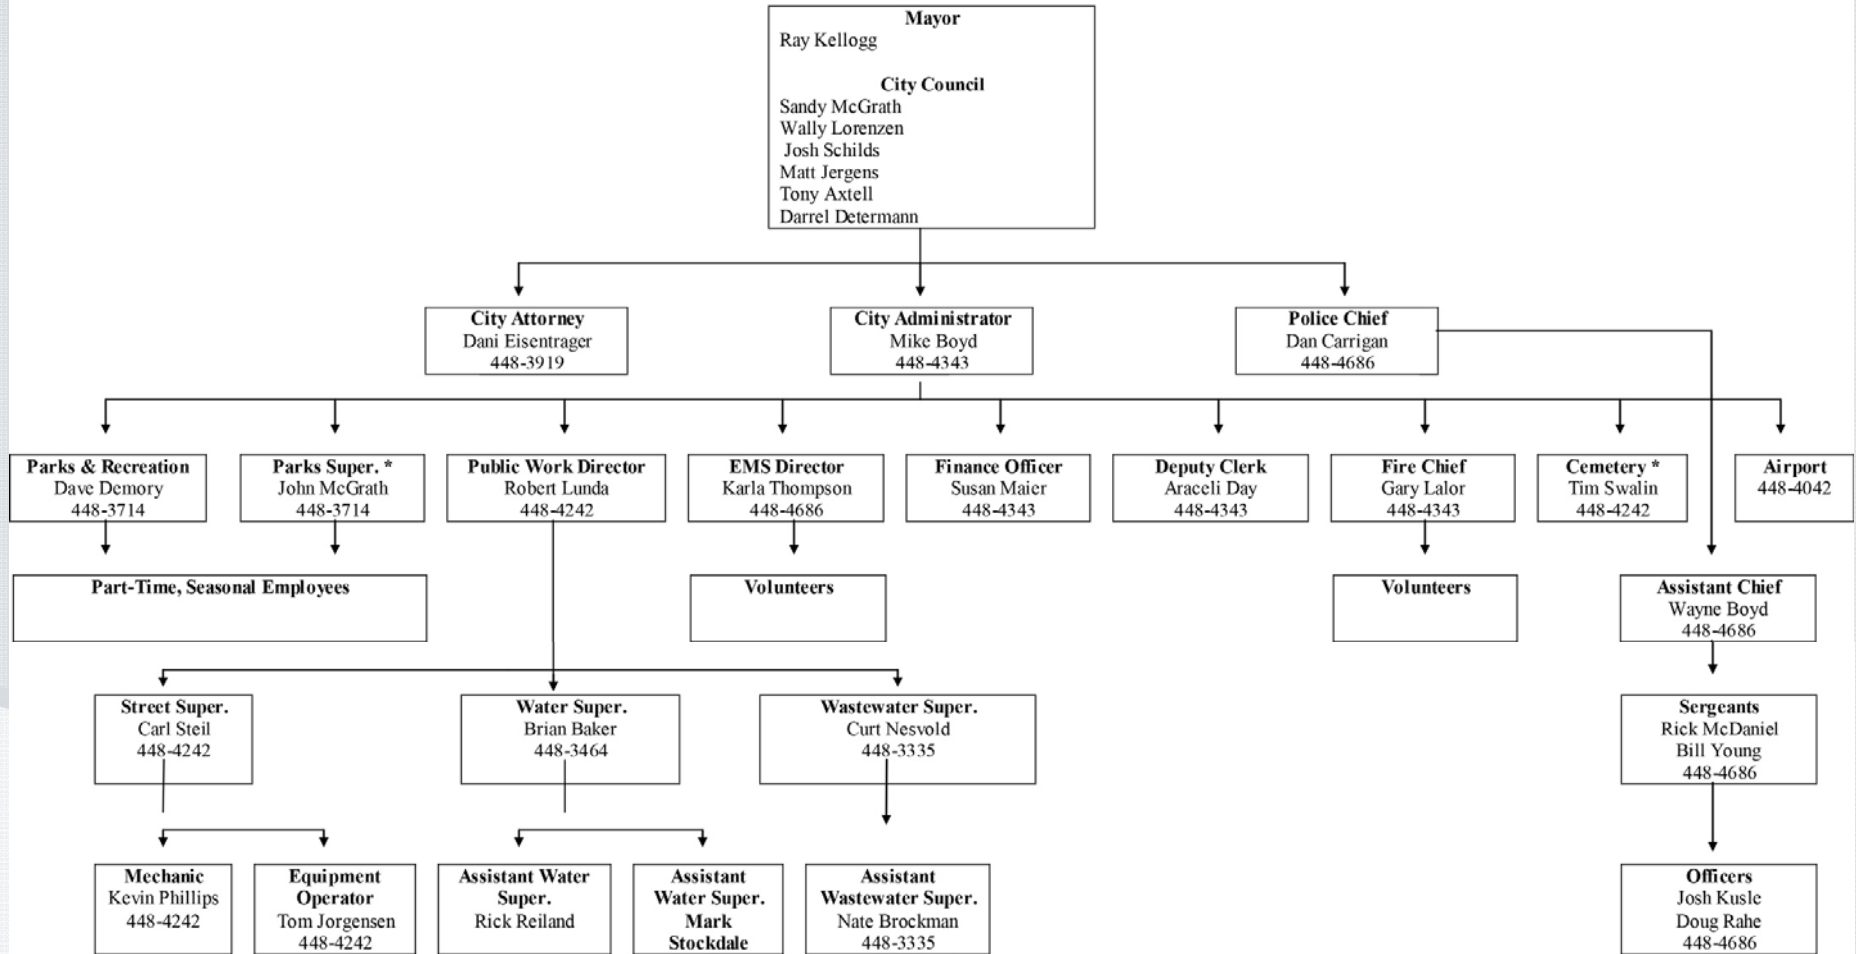 Mayor
Ray Kellogg
City Council
Sandy McGrath
Wally Lorenzen
Josh Schilds
Matt Jergens
Tony Axtell
Darrel Determann
City Attorney
Dani Eisentrager
448-3919
City Administrator
Mike Boyd
448-4343
Police Chief
Dan Carrigan
448-4686
Parks & Recreation
Dave Demory
448-3714
Parks Super. *
John McGrath
448-3714
Public Work Director
Robert Lunda
448-4242
EMS Director
Karla Thompson
448-4686
Finance Officer
Susan Maier
448-4343
Deputy Clerk
Araceli Day
448-4343
Fire Chief
Gary Lalor
448-4343
Cemetery *
Tim Swalin
448-4242
Airport
448-4042
Part-Time, Seasonal Employees
Volunteers
Volunteers
Assistant Chief
Wayne Boyd
448-4686
Street Super.
Carl Steil
448-4242
Water Super.
Brian Baker
448-3464
Wastewater Super.
Curt Nesvold
448-3335
Sergeants
Rick McDaniel
Bill Young
448-4686
Mechanic
Kevin Phillips
448-4242
Equipment
Operator
Tom Jorgensen
448-4242
Assistant Water
Super.
Rick Reiland
Assistant
Water Super.
Mark
Stockdale
Assistant
Wastewater Super.
Nate Brockman
448-3335
Officers
Josh Kusle
Doug Rahe
448-4686